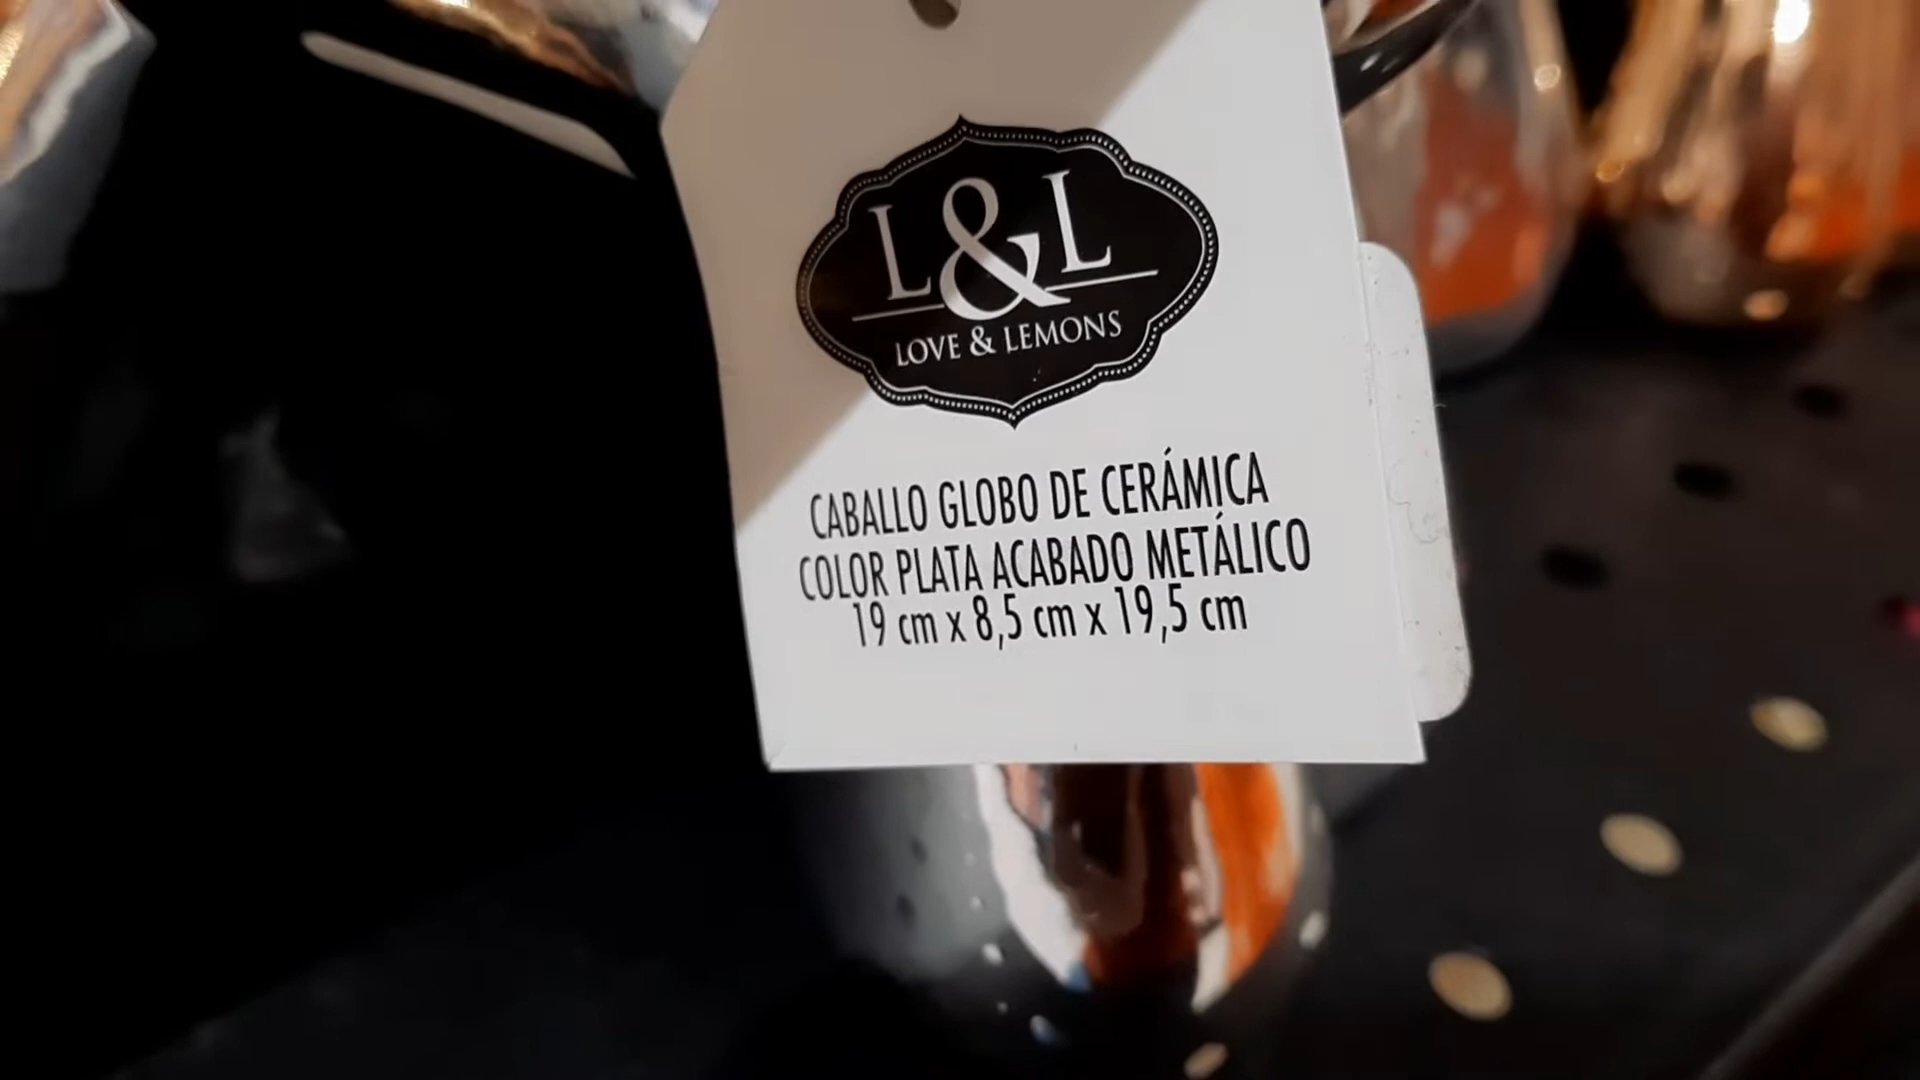 L&L
LOVE & LEMONS
CABALLO GLOBO DE CERÁMICA
COLOR PLATA ACABADO METÁLICO
19 cm x 8,5 cm x 19,5 cm